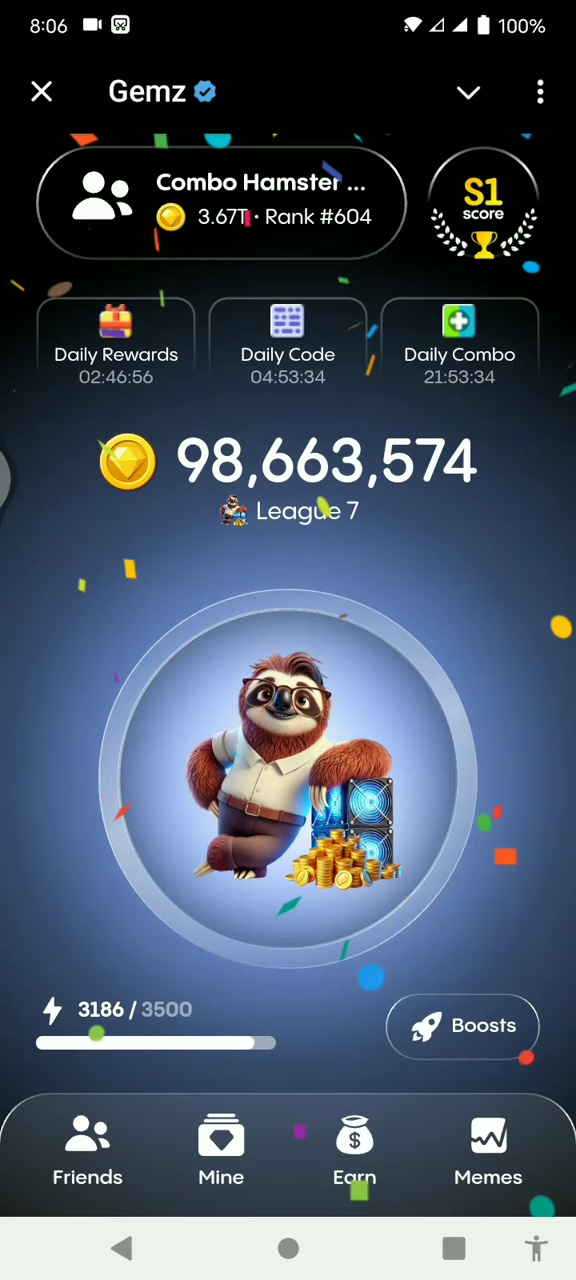 8:06 100%
Gemz
Combo Hamster ...
3.67T · Rank #604
S1
score
Daily Rewards
02:46:56
Daily Code
04:53:34
Daily Combo
21:53:34
98,663,574
League 7
3186 / 3500
Boosts
Friends
Mine
Earn
Memes